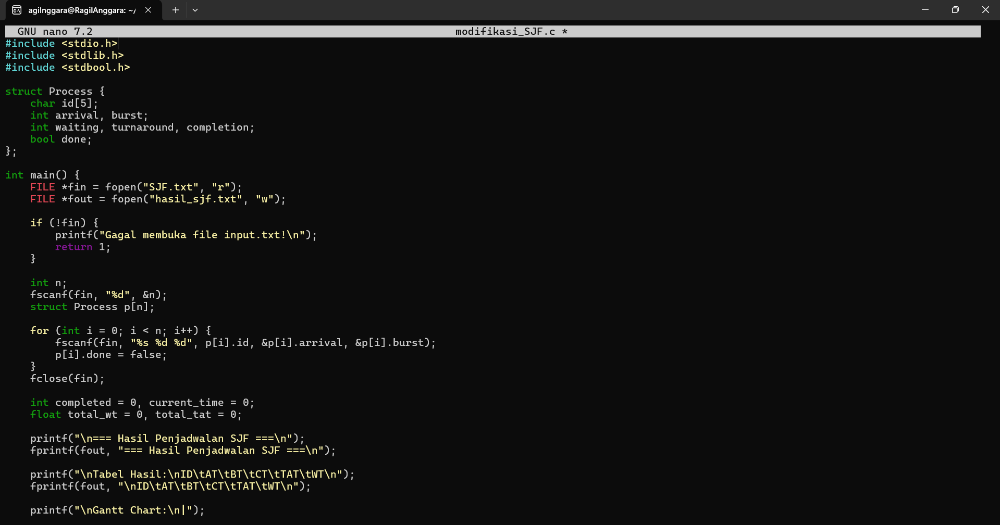 agilnggara@RagilAnggara: ~/
GNU nano 7.2 modifikasi_SJF.c *
#include <stdio.h>
#include <stdlib.h>
#include <stdbool.h>

struct Process {
    char id[5];
    int arrival, burst;
    int waiting, turnaround, completion;
    bool done;
};

int main() {
    FILE *fin = fopen("SJF.txt", "r");
    FILE *fout = fopen("hasil_sjf.txt", "w");

    if (!fin) {
        printf("Gagal membuka file input.txt!\n");
        return 1;
    }

    int n;
    fscanf(fin, "%d", &n);
    struct Process p[n];

    for (int i = 0; i < n; i++) {
        fscanf(fin, "%s %d %d", p[i].id, &p[i].arrival, &p[i].burst);
        p[i].done = false;
    }
    fclose(fin);

    int completed = 0, current_time = 0;
    float total_wt = 0, total_tat = 0;

    printf("\n=== Hasil Penjadwalan SJF ===\n");
    fprintf(fout, "=== Hasil Penjadwalan SJF ===\n");

    printf("\nTabel Hasil:\nID\tAT\tBT\tCT\tTAT\tWT\n");
    fprintf(fout, "\nID\tAT\tBT\tCT\tTAT\tWT\n");

    printf("\nGantt Chart:\n|");